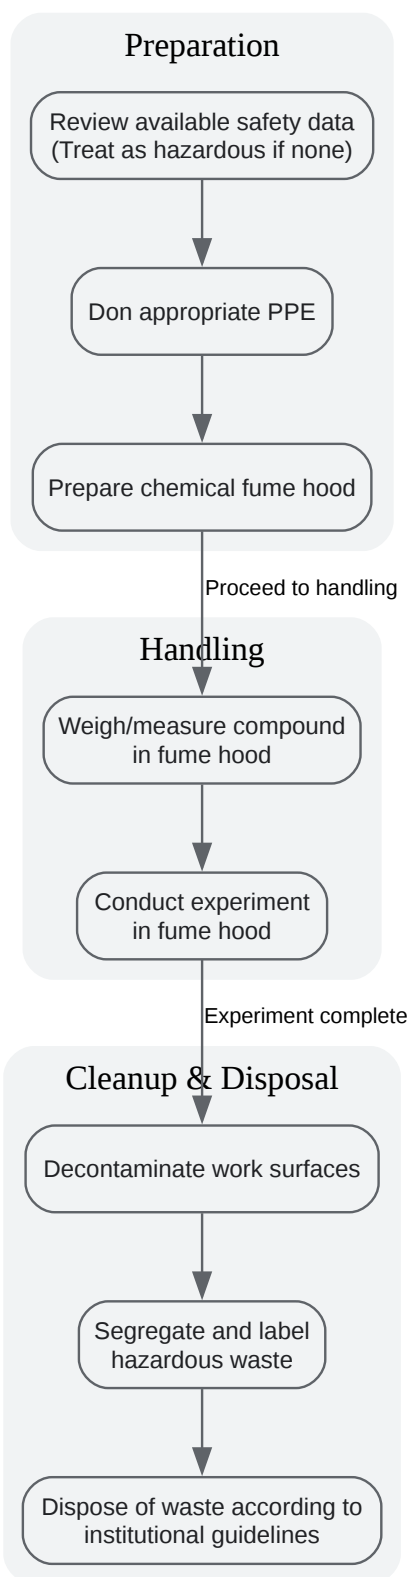 Preparation
Review available safety data
(Treat as hazardous if none)
Don appropriate PPE
Prepare chemical fume hood
Proceed to handling
Handling
Weigh/measure compound
in fume hood
Conduct experiment
in fume hood
Experiment complete
Cleanup & Disposal
Decontaminate work surfaces
Segregate and label
hazardous waste
Dispose of waste according to
institutional guidelines